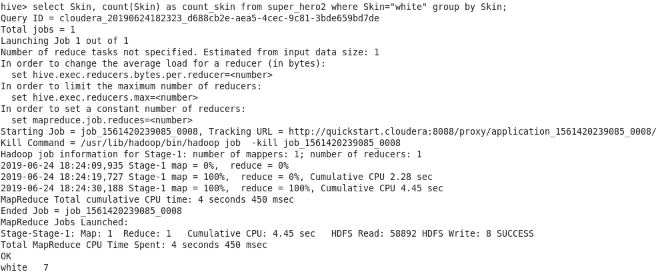 hive> select Skin, count(Skin) as count_skin from super_hero2 where Skin="white" group by Skin;
Query ID = cloudera_20190624182323_d688cb2e-aea5-4cec-9c81-3bde659bd7de
Total jobs = 1
Launching Job 1 out of 1
Number of reduce tasks not specified. Estimated from input data size: 1
In order to change the average load for a reducer (in bytes):
  set hive.exec.reducers.bytes.per.reducer=<number>
In order to limit the maximum number of reducers:
  set hive.exec.reducers.max=<number>
In order to set a constant number of reducers:
  set mapreduce.job.reduces=<number>
Starting Job = job_1561420239085_0008, Tracking URL = http://quickstart.cloudera:8088/proxy/application_1561420239085_0008/
Kill Command = /usr/lib/hadoop/bin/hadoop job  -kill job_1561420239085_0008
Hadoop job information for Stage-1: number of mappers: 1; number of reducers: 1
2019-06-24 18:24:09,935 Stage-1 map = 0%,  reduce = 0%
2019-06-24 18:24:19,727 Stage-1 map = 100%,  reduce = 0%, Cumulative CPU 2.28 sec
2019-06-24 18:24:30,188 Stage-1 map = 100%,  reduce = 100%, Cumulative CPU 4.45 sec
MapReduce Total cumulative CPU time: 4 seconds 450 msec
Ended Job = job_1561420239085_0008
MapReduce Jobs Launched:
Stage-Stage-1: Map: 1  Reduce: 1   Cumulative CPU: 4.45 sec   HDFS Read: 58892 HDFS Write: 8 SUCCESS
Total MapReduce CPU Time Spent: 4 seconds 450 msec
OK
white	7